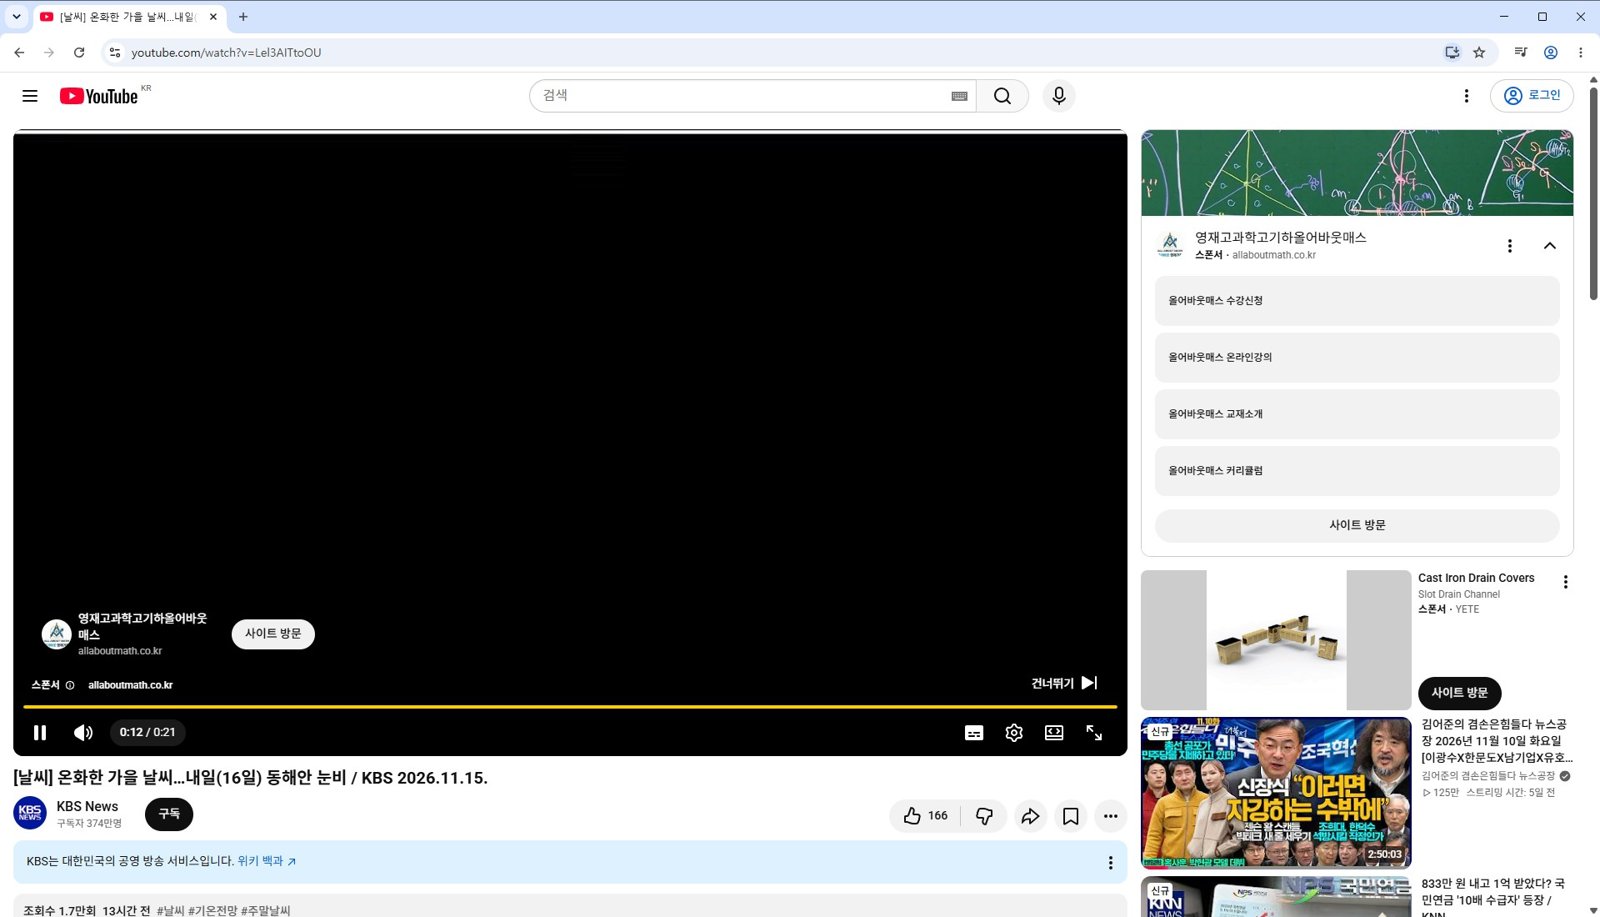 [날씨] 온화한 가을 날씨…내일(
youtube.com/watch?v=Lel3AITtoOU
YouTube KR
검색
로그인
영재고과학고기하올어바웃매스
스폰서 · allaboutmath.co.kr
올어바웃매스 수강신청
올어바웃매스 온라인강의
올어바웃매스 교재소개
올어바웃매스 커리큘럼
사이트 방문
영재고과학고기하올어바웃
매스
allaboutmath.co.kr
사이트 방문
스폰서
allaboutmath.co.kr
건너뛰기
0:12 / 0:21
[날씨] 온화한 가을 날씨…내일(16일) 동해안 눈비 / KBS 2026.11.15.
KBS NEWS
KBS News
구독자 374만명
구독
166
KBS는 대한민국의 공영 방송 서비스입니다. 위키 백과
조회수 1.7만회 13시간 전 #날씨 #기온전망 #주말날씨
Cast Iron Drain Covers
Slot Drain Channel
스폰서 · YETE
사이트 방문
신규
11.10화
신장식 “이러면
자강하는 수밖에”
2:50:03
김어준의 겸손은힘들다 뉴스공
장 2026년 11월 10일 화요일
[이광수X한문도X남기업X유호...
김어준의 겸손은힘들다 뉴스공장
125만 스트리밍 시간: 5일 전
신규
KNN
NEWS
NPS 국민연금
833만 원 내고 1억 받았다? 국
민연금 '10배 수급자' 등장 /
KNN